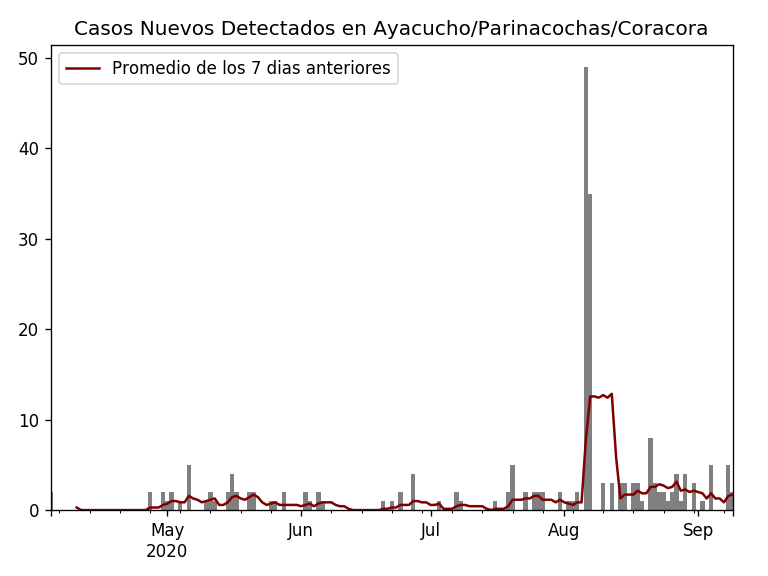 Casos Nuevos Detectados en Ayacucho/Parinacochas/Coracora
Promedio de los 7 dias anteriores
50
40
30
20
10
0
May Jun Jul Aug Sep
2020